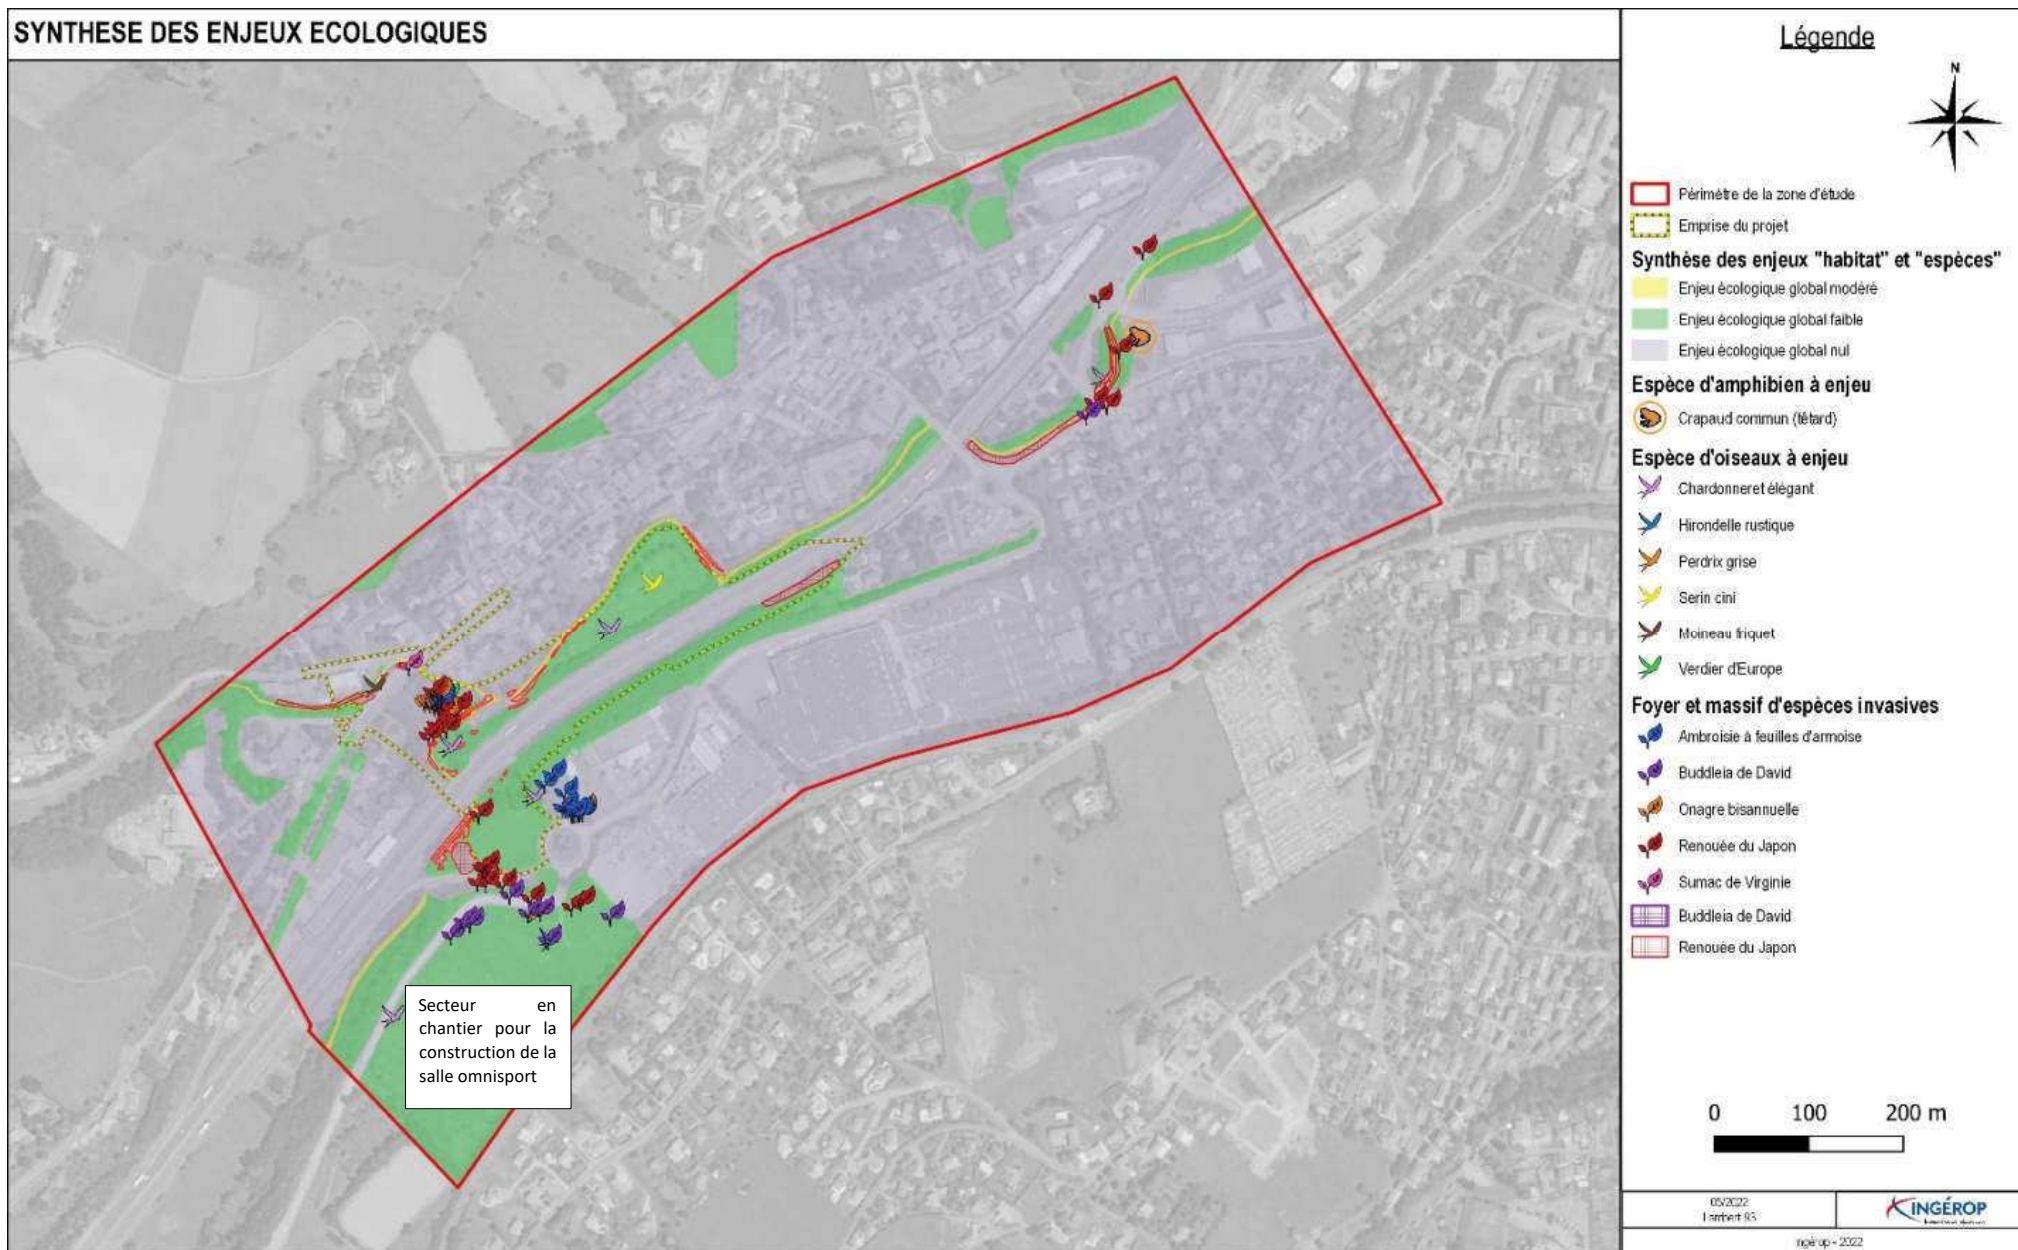 SYNTHESE DES ENJEUX ECOLOGIQUES
Secteur en
chantier pour la
construction de la
salle omnisport
Légende
N
Périmètre de la zone d'étude
Emprise du projet
Synthèse des enjeux "habitat" et "espèces"
Enjeu écologique global modéré
Enjeu écologique global faible
Enjeu écologique global nul
Espèce d'amphibien à enjeu
Crapaud commun (têtard)
Espèce d'oiseaux à enjeu
Chardonneret élégant
Hirondelle rustique
Perdrix grise
Serin cini
Moineau friquet
Verdier d'Europe
Foyer et massif d'espèces invasives
Ambroisie à feuilles d'armoise
Buddleia de David
Onagre bisannuelle
Renouée du Japon
Sumac de Virginie
Buddleia de David
Renouée du Japon
0 100 200 m
05/2022
Lambert 93
INGÉROP
Ingérop - 2022